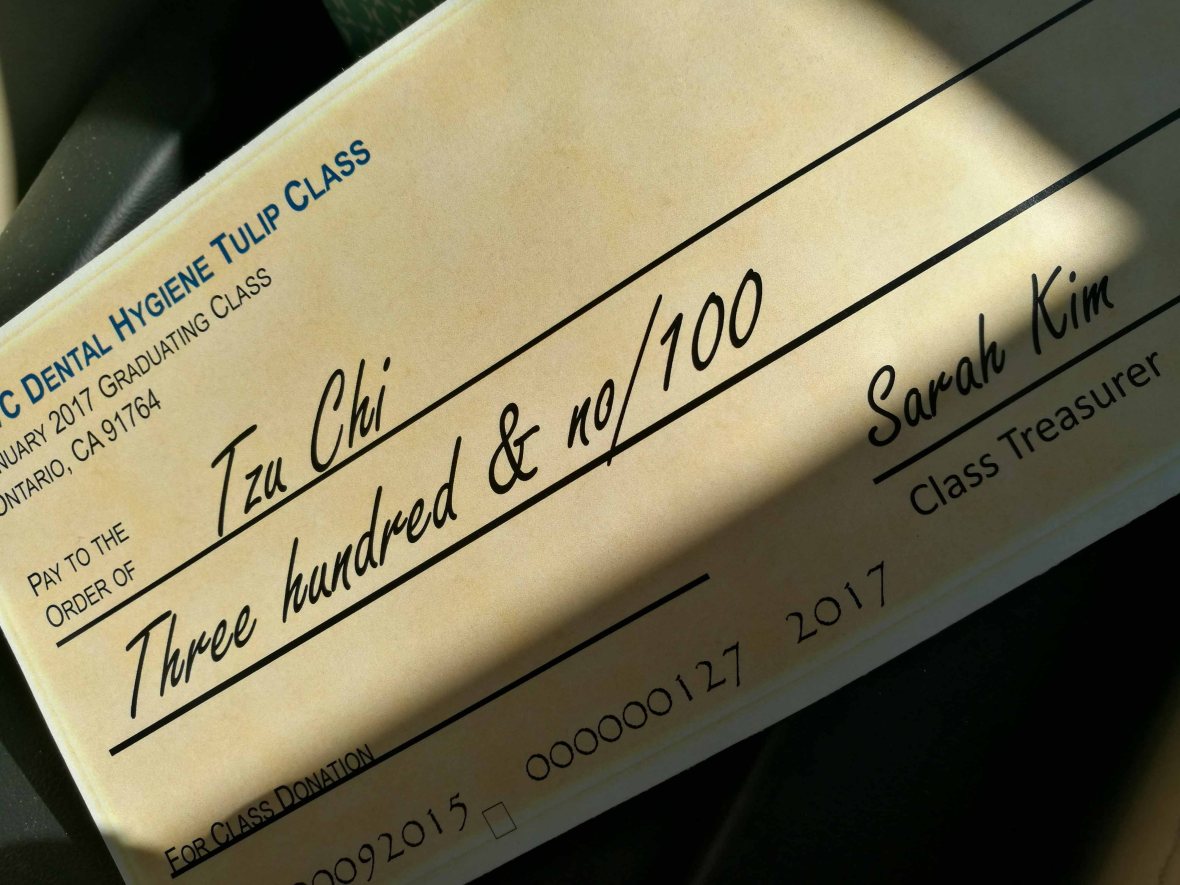 C DENTAL HYGIENE TULIP CLASS
NUARY 2017 GRADUATING CLASS
ONTARIO, CA 91764
PAY TO THE
ORDER OF
Tzu Chi
Three hundred & no/100
Sarah Kim
Class Treasurer
FOR CLASS DONATION
0092015 000000127 2017